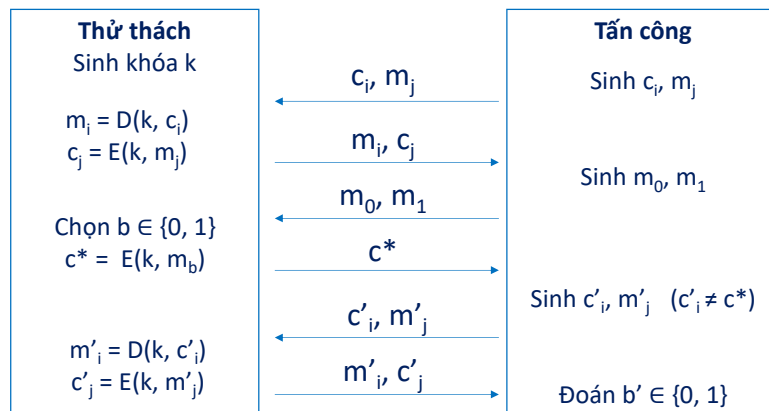 Thử thách
Sinh khóa k
Tấn công
cᵢ, mⱼ
Sinh cᵢ, mⱼ
mᵢ = D(k, cᵢ)
cⱼ = E(k, mⱼ)
mᵢ, cⱼ
Sinh m₀, m₁
m₀, m₁
Chọn b ∈ {0, 1}
c* = E(k, m_b)
c*
Sinh c’ᵢ, m’ⱼ (c’ᵢ ≠ c*)
c’ᵢ, m’ⱼ
m’ᵢ = D(k, c’ᵢ)
c’ⱼ = E(k, m’ⱼ)
m’ᵢ, c’ⱼ
Đoán b’ ∈ {0, 1}